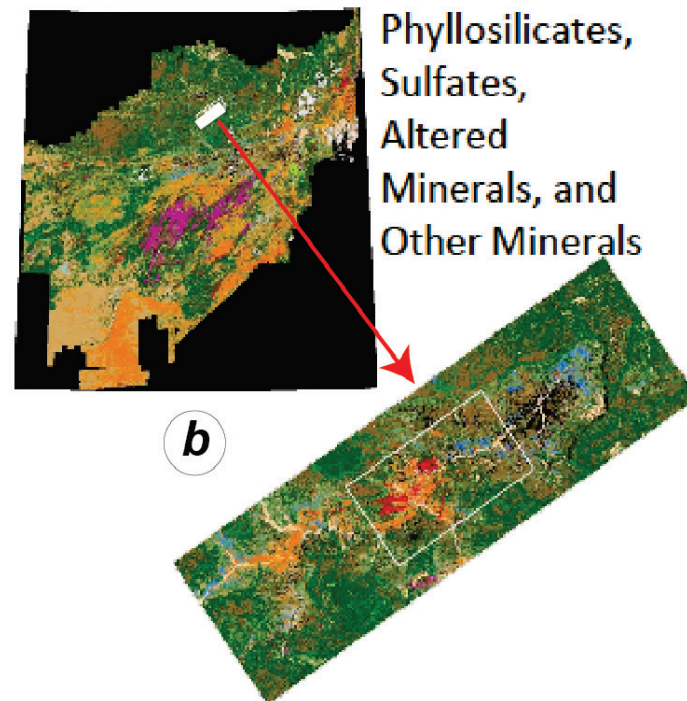 Phyllosilicates,
Sulfates,
Altered
Minerals, and
Other Minerals
b